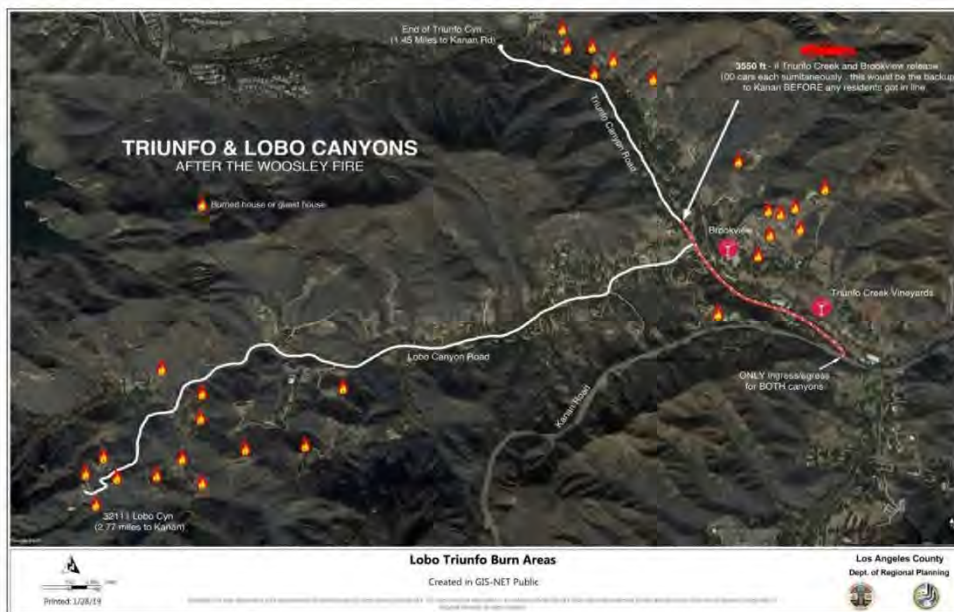 End of Triunfo Cyn
(1.45 Miles to Kanan Rd)
3550 ft - if Triunfo Creek and Brookview release
100 cars each sumltaneously, this would be the backup
to Kanan BEFORE any residents got in line
TRIUNFO & LOBO CANYONS
AFTER THE WOOSLEY FIRE
Triunfo Canyon Road
Burned house or guest house
Brookview
Triunfo Creek Vineyards
Lobo Canyon Road
ONLY Ingress/egress
for BOTH canyons
Kanan Road
32111 Lobo Cyn
(2.77 miles to Kanan)
Lobo Triunfo Burn Areas
Created in GIS-NET Public
Printed: 1/28/19
Los Angeles County
Dept. of Regional Planning